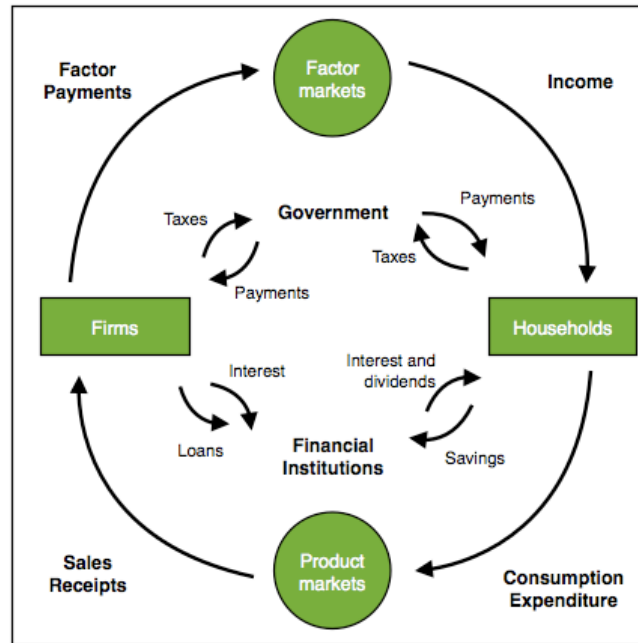 Factor
Payments
Factor
markets
Income
Taxes
Government
Payments
Taxes
Payments
Firms
Households
Interest
Interest and
dividends
Loans
Financial
Institutions
Savings
Sales
Receipts
Product
markets
Consumption
Expenditure